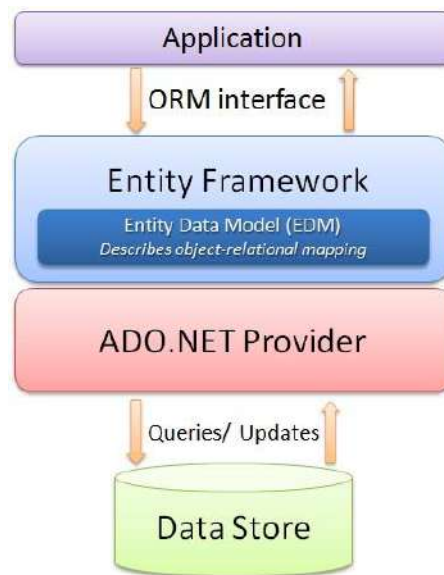 Application
ORM interface
Entity Framework
Entity Data Model (EDM)
Describes object-relational mapping
ADO.NET Provider
Queries/ Updates
Data Store